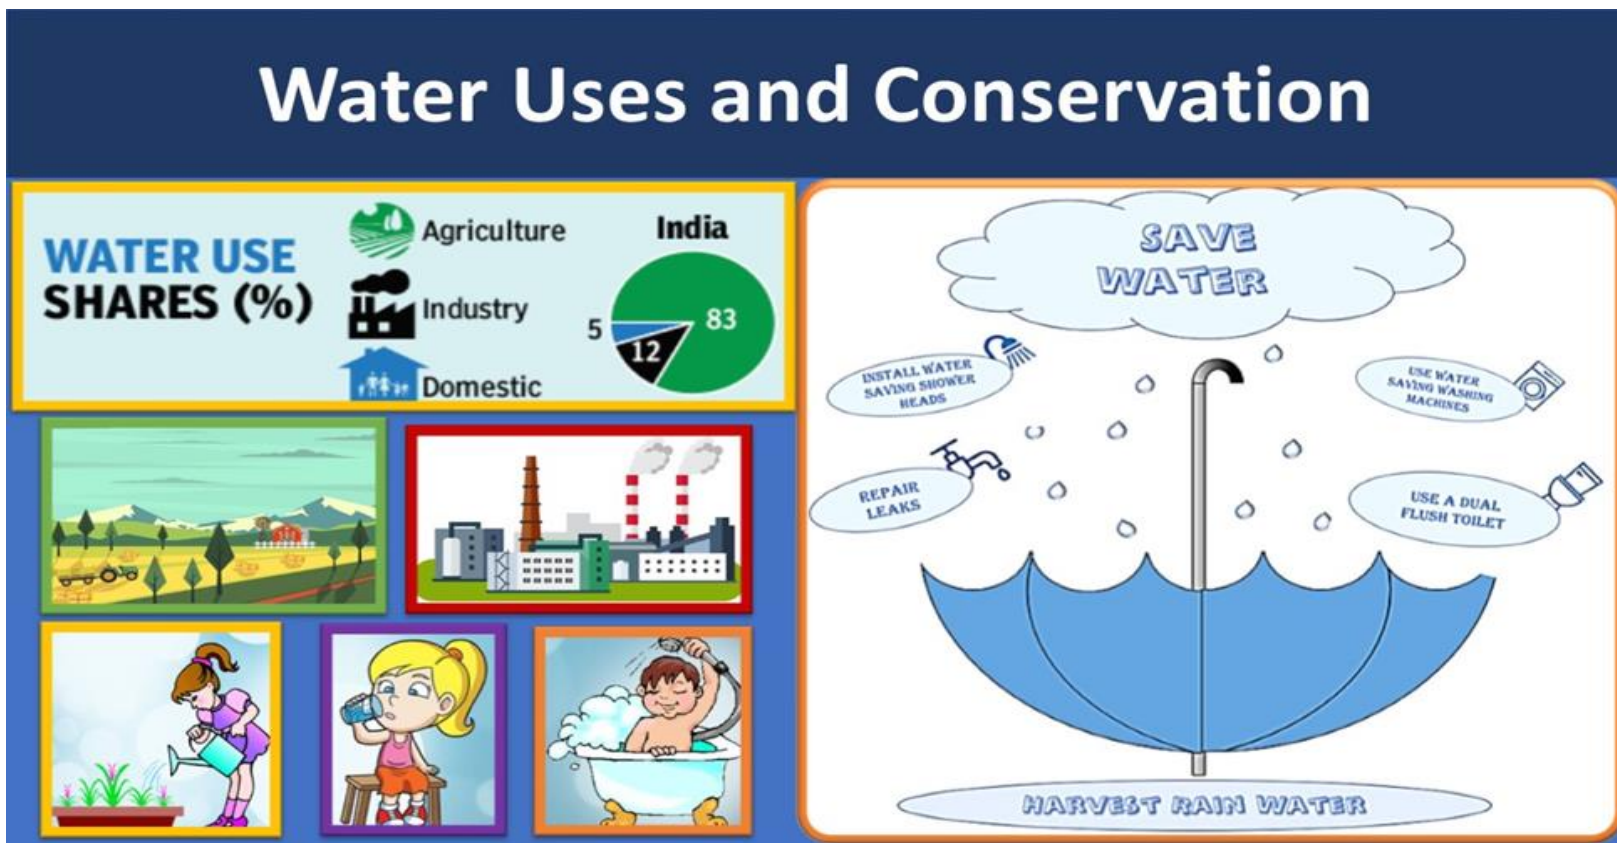 Water Uses and Conservation
WATER USE
SHARES (%)
Agriculture
Industry
Domestic
India
83
5
12
SAVE
WATER
INSTALL WATER
SAVING SHOWER
HEADS
USE WATER
SAVING WASHING
MACHINES
REPAIR
LEAKS
USE A DUAL
FLUSH TOILET
HARVEST RAIN WATER